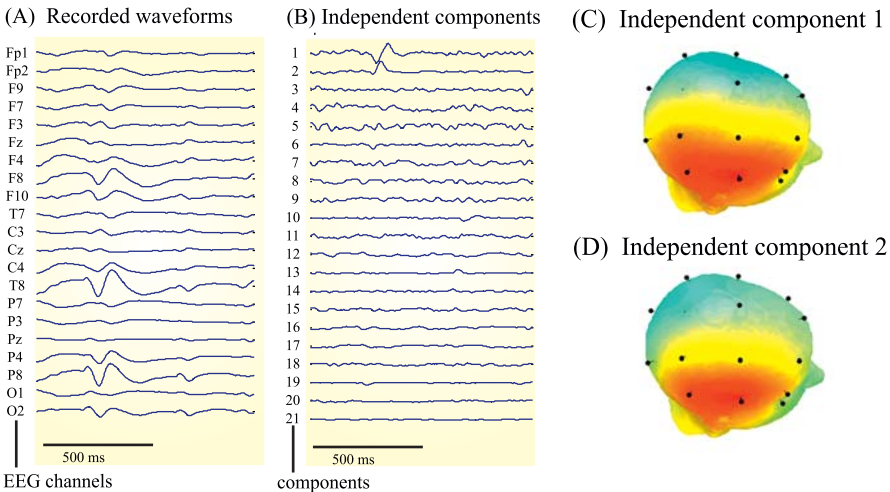 (A) Recorded waveforms
Fp1
Fp2
F9
F7
F3
Fz
F4
F8
F10
T7
C3
Cz
C4
T8
P7
P3
Pz
P4
P8
O1
O2
500 ms
EEG channels
(B) Independent components
1
2
3
4
5
6
7
8
9
10
11
12
13
14
15
16
17
18
19
20
21
500 ms
components
(C) Independent component 1
(D) Independent component 2